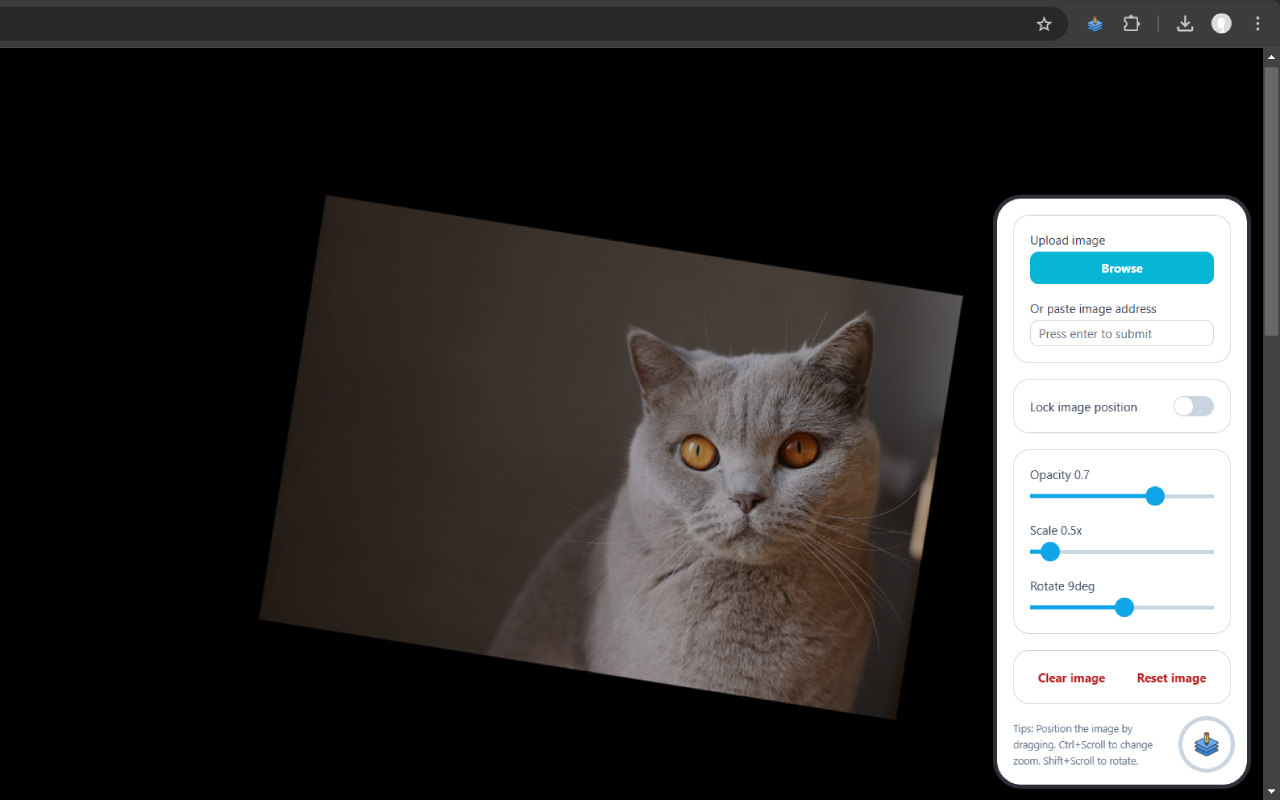 Upload image
Browse
Or paste image address
Press enter to submit
Lock image position
Opacity 0.7
Scale 0.5x
Rotate 9deg
Clear image
Reset image
Tips: Position the image by
dragging. Ctrl+Scroll to change
zoom. Shift+Scroll to rotate.